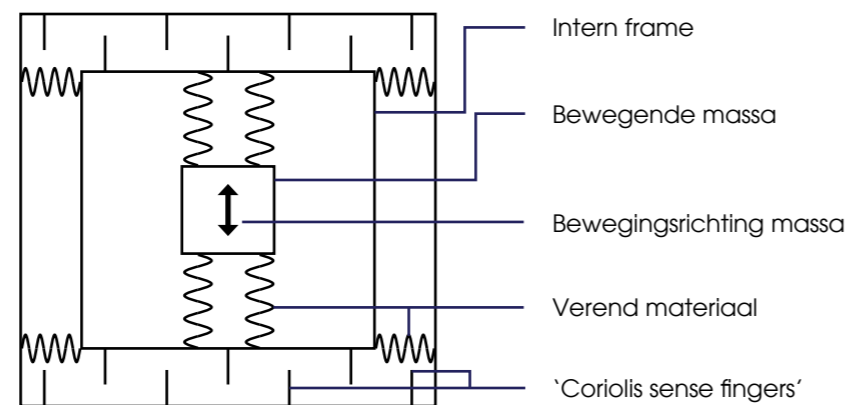 Intern frame
Bewegende massa
Bewegingsrichting massa
Verend materiaal
‘Coriolis sense fingers’